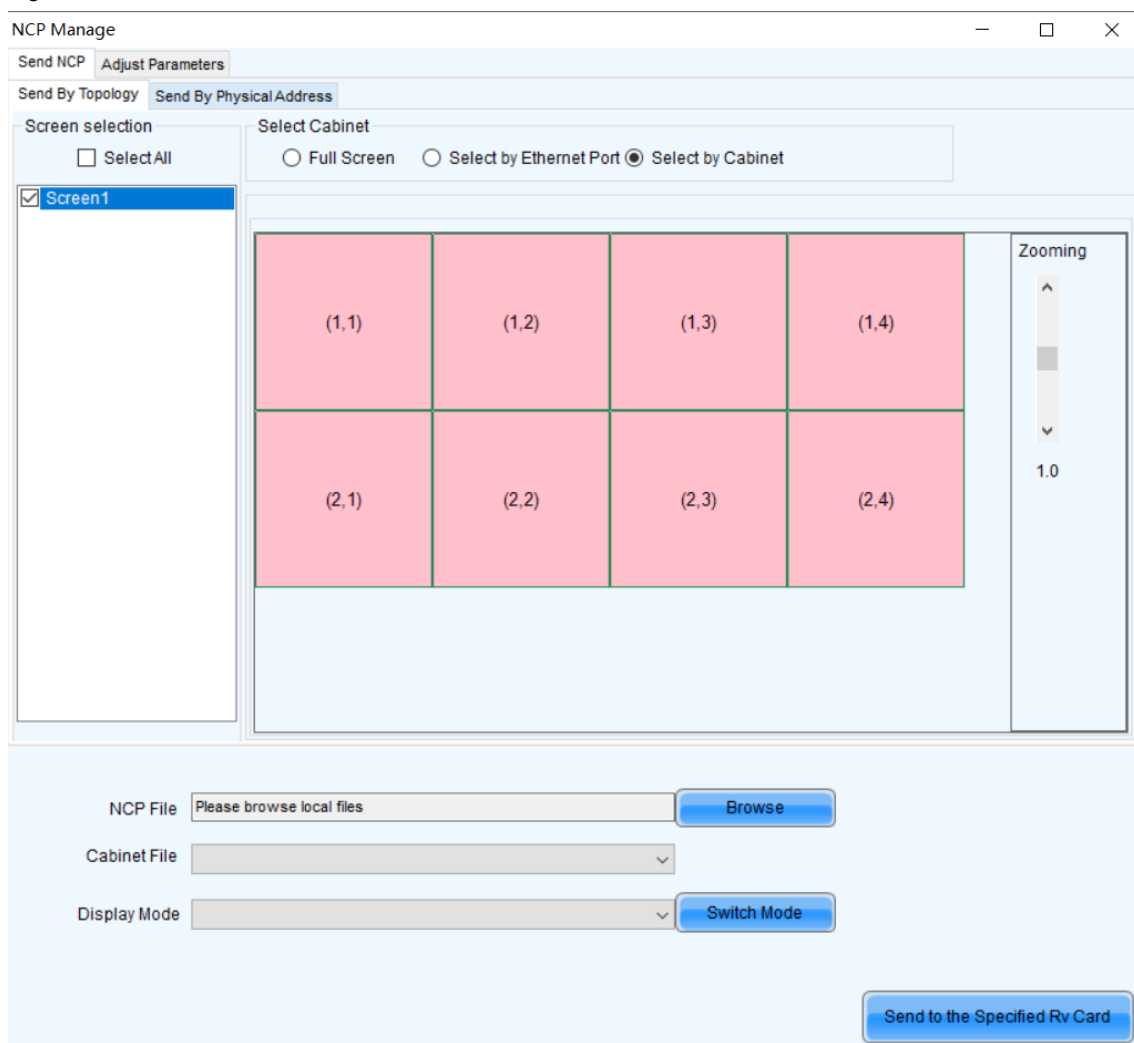 NCP Manage
Send NCP Adjust Parameters
Send By Topology Send By Physical Address
Screen selection
Select All
Select Cabinet
Full Screen Select by Ethernet Port Select by Cabinet
Screen1
(1,1) (1,2) (1,3) (1,4)
(2,1) (2,2) (2,3) (2,4)
Zooming
1.0
NCP File Please browse local files Browse
Cabinet File
Display Mode Switch Mode
Send to the Specified Rv Card